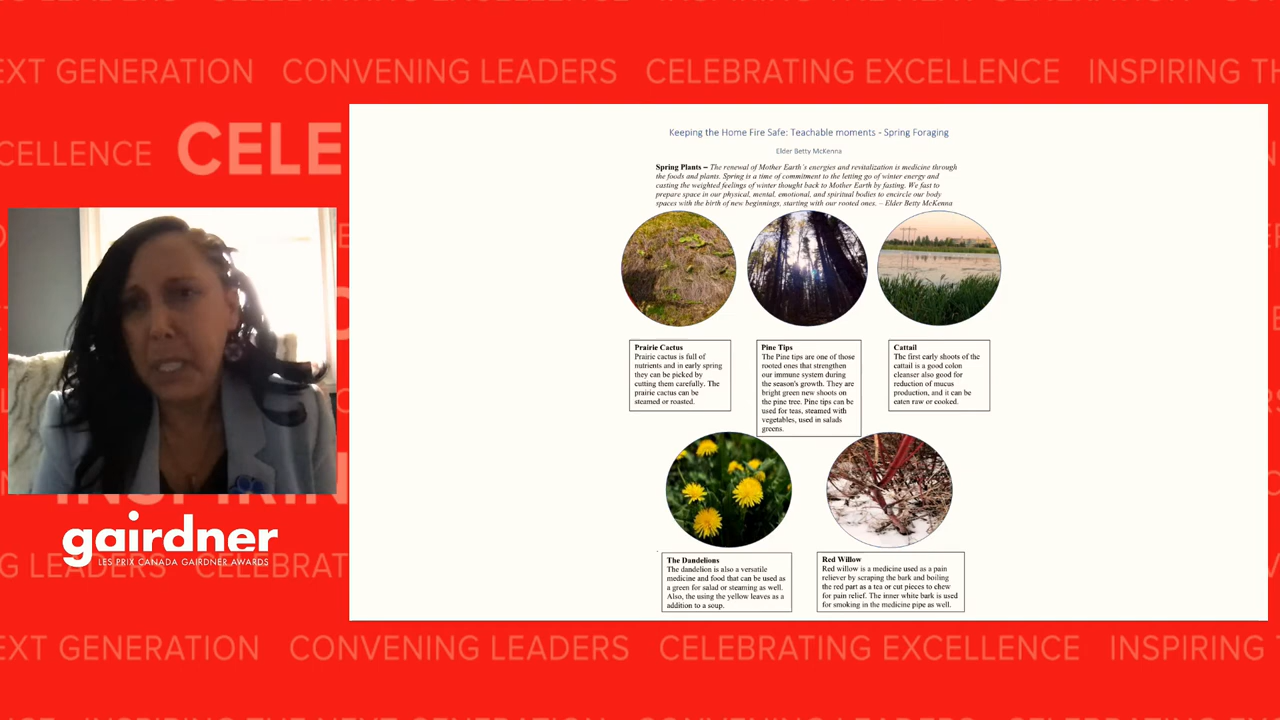 LEADERS CELEBRATING EXCELLENCE INSPIRING THE NEXT GENERATION
EXT GENERATION CONVENING LEADERS CELEBRATING EXCELLENCE INSPIRING TH
CELLENCE CELE
Keeping the Home Fire Safe: Teachable moments - Spring Foraging
Elder Betty McKenna
Spring Plants – The renewal of Mother Earth's energies and revitalization is medicine through
the foods and plants. Spring is a time of commitment to the letting go of winter energy and
casting the weighted feelings of winter thought back to Mother Earth by fasting. We fast to
prepare space in our physical, mental, emotional, and spiritual bodies to encircle our body
spaces with the birth of new beginnings, starting with our rooted ones. – Elder Betty McKenna
Prairie Cactus
Prairie cactus is full of
nutrients and in early spring
they can be picked by
cutting them carefully. The
prairie cactus can be
steamed or roasted.
Pine Tips
The Pine tips are one of those
rooted ones that strengthen
our immune system during
the season's growth. They are
bright green new shoots on
the pine tree. Pine tips can be
used for teas, steamed with
vegetables, used in salads
greens.
Cattail
The first early shoots of the
cattail is a good colon
cleanser also good for
reduction of mucus
production, and it can be
eaten raw or cooked.
The Dandelions
The dandelion is also a versatile
medicine and food that can be used as
a green for salad or steaming as well.
Also, the using the yellow leaves as a
addition to a soup.
Red Willow
Red willow is a medicine used as a pain
reliever by scraping the bark and boiling
the red part as a tea or cut pieces to chew
for pain relief. The inner white bark is used
for smoking in the medicine pipe as well.
INSPIRIN
gairdner
LES PRIX CANADA GAIRDNER AWARDS
G LEADERS CELEBRAT
EXT GENERATION CONVENING LEADERS CELEBRATING EXCELLENCE INSPIRING